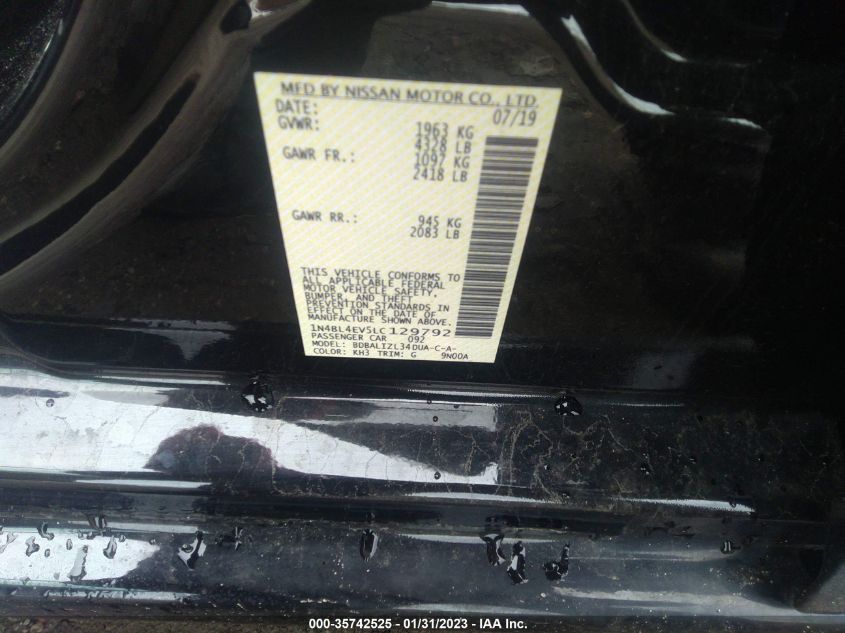 MFD BY NISSAN MOTOR CO., LTD.
DATE: 07/19
GVWR: 1963 KG
4328 LB
GAWR FR.: 1097 KG
2418 LB
GAWR RR.: 945 KG
2083 LB
THIS VEHICLE CONFORMS TO
ALL APPLICABLE FEDERAL
MOTOR VEHICLE SAFETY,
BUMPER, AND THEFT
PREVENTION STANDARDS IN
EFFECT ON THE DATE OF
MANUFACTURE SHOWN ABOVE.
1N4BL4EV5LC129792
PASSENGER CAR 092
MODEL: BDBALIZL34DUA-C-A-
COLOR: KH3 TRIM: G 9N00A
000-35742525 - 01/31/2023 - IAA Inc.